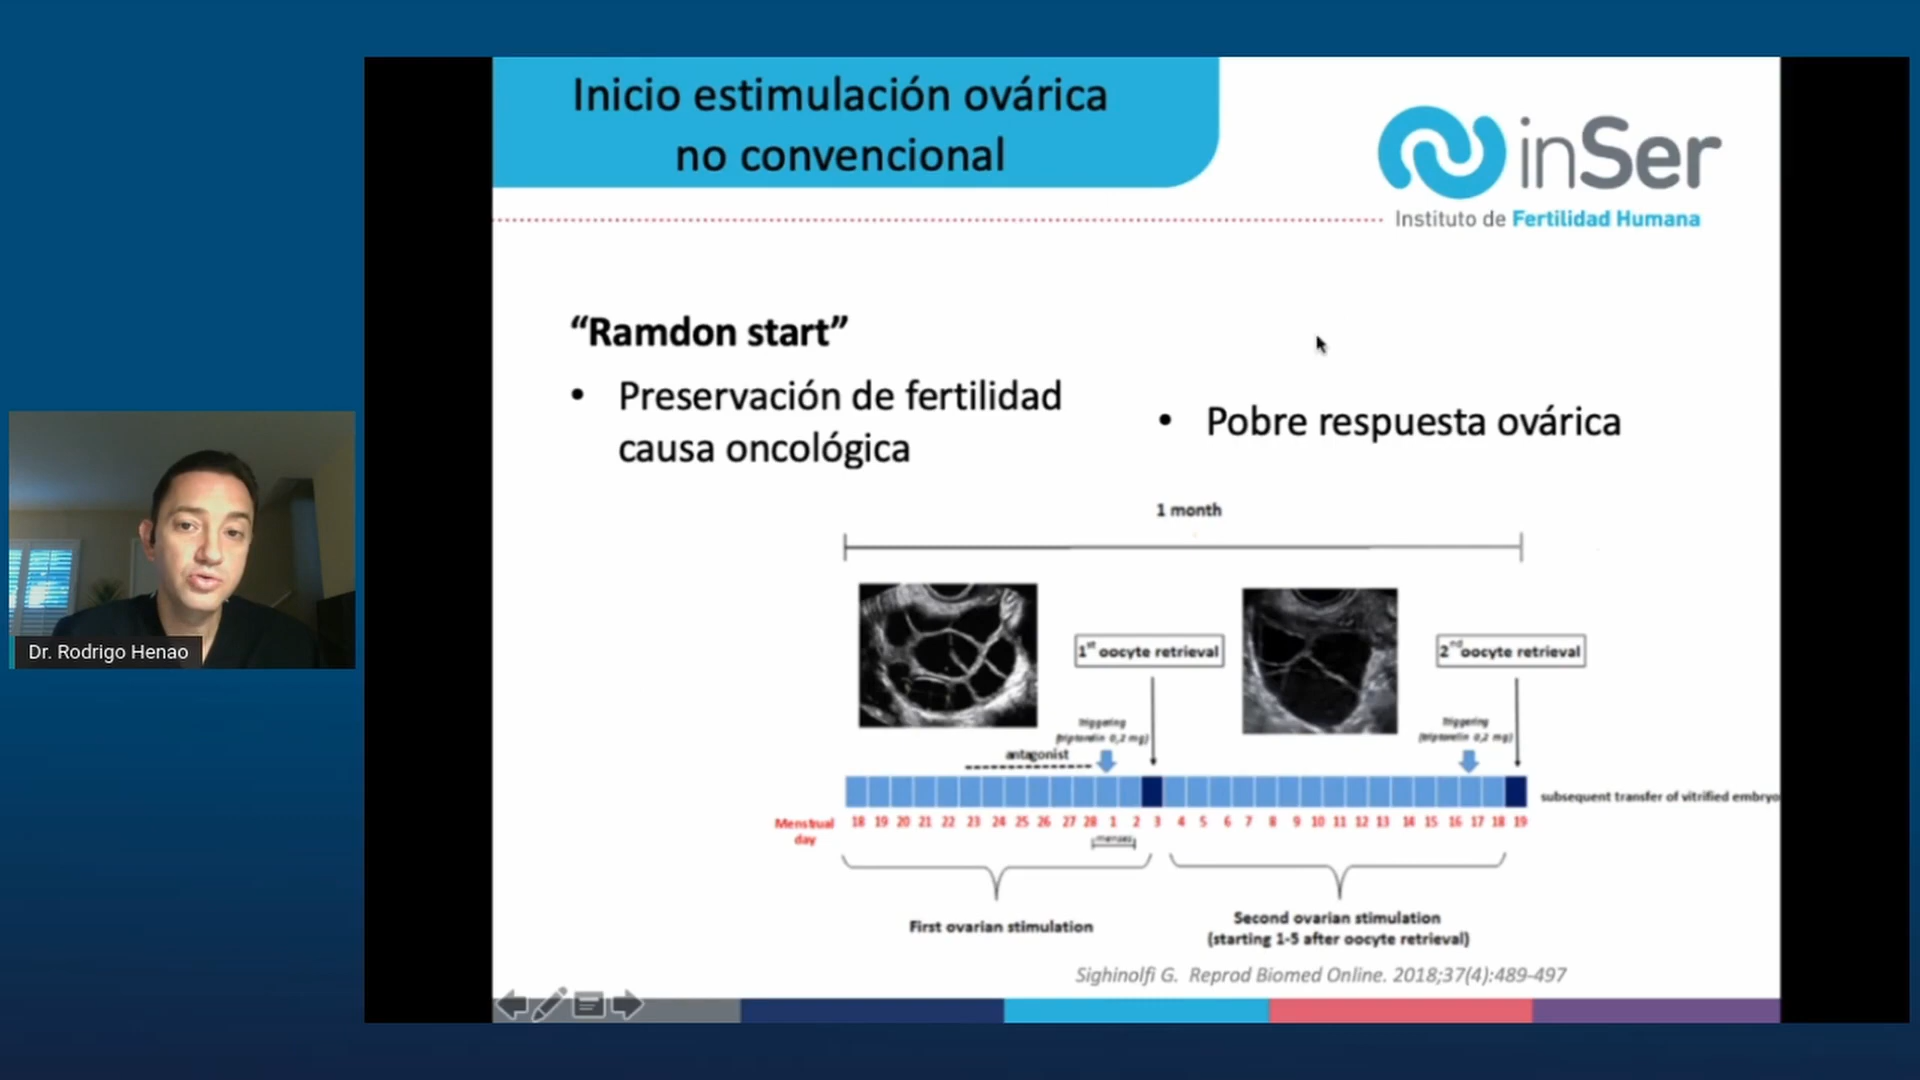 Inicio estimulación ovárica
no convencional
inSer
Instituto de Fertilidad Humana
“Ramdon start”
• Preservación de fertilidad
causa oncológica
• Pobre respuesta ovárica
1 month
1st oocyte retrieval
2nd oocyte retrieval
triggering
(triptorelin 0,2 mg)
triggering
(triptorelin 0,2 mg)
antagonist
subsequent transfer of vitrified embryo
Menstrual
day
18 19 20 21 22 23 24 25 26 27 28 1 2 3 4 5 6 7 8 9 10 11 12 13 14 15 16 17 18 19
menses
First ovarian stimulation
Second ovarian stimulation
(starting 1-5 after oocyte retrieval)
Sighinolfi G. Reprod Biomed Online. 2018;37(4):489-497
Dr. Rodrigo Henao